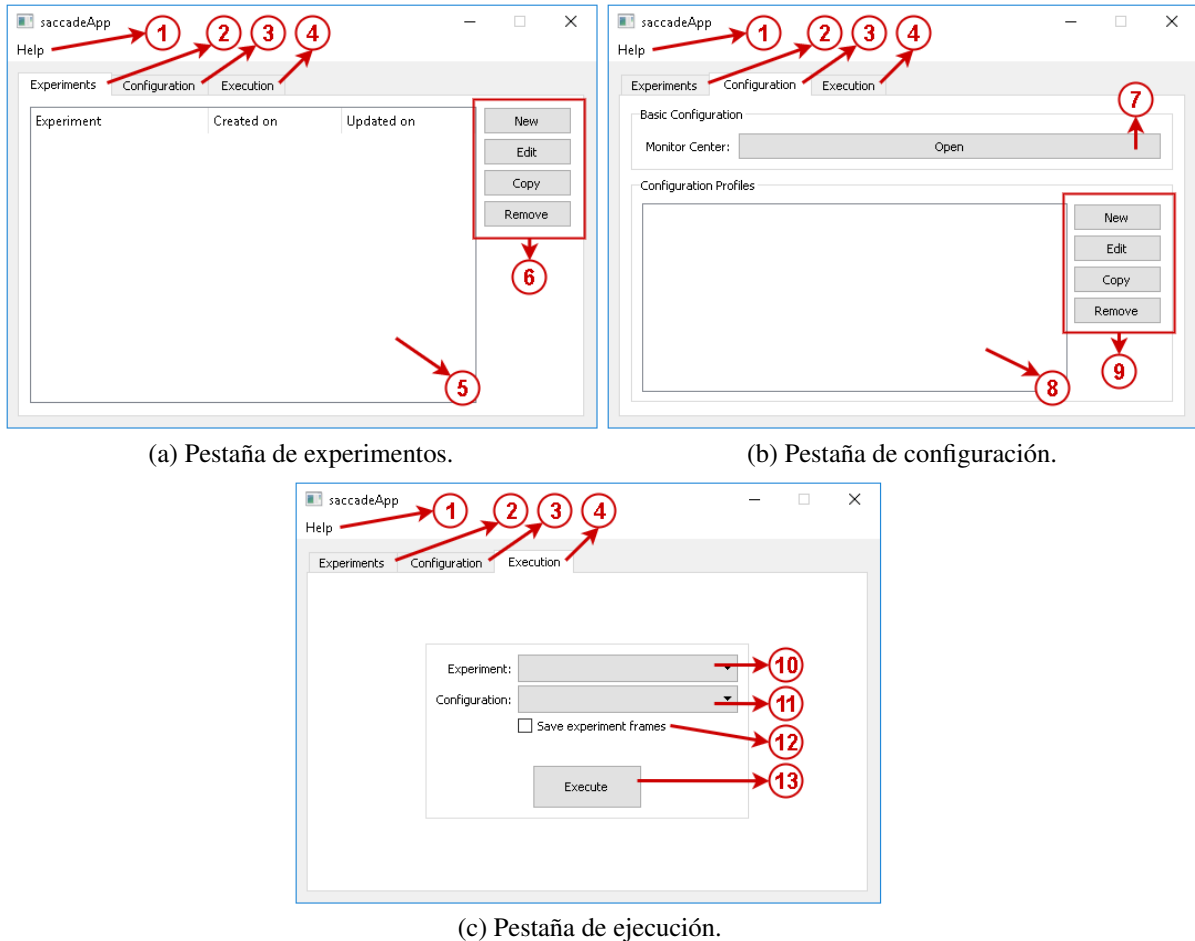 saccadeApp
Help
1
2
3
4
Experiments
Configuration
Execution
Experiment
Created on
Updated on
New
Edit
Copy
Remove
6
5
(a) Pestaña de experimentos.
saccadeApp
Help
1
2
3
4
Experiments
Configuration
Execution
7
Basic Configuration
Monitor Center:
Open
Configuration Profiles
New
Edit
Copy
Remove
9
8
(b) Pestaña de configuración.
saccadeApp
Help
1
2
3
4
Experiments
Configuration
Execution
Experiment:
10
Configuration:
11
Save experiment frames
12
Execute
13
(c) Pestaña de ejecución.